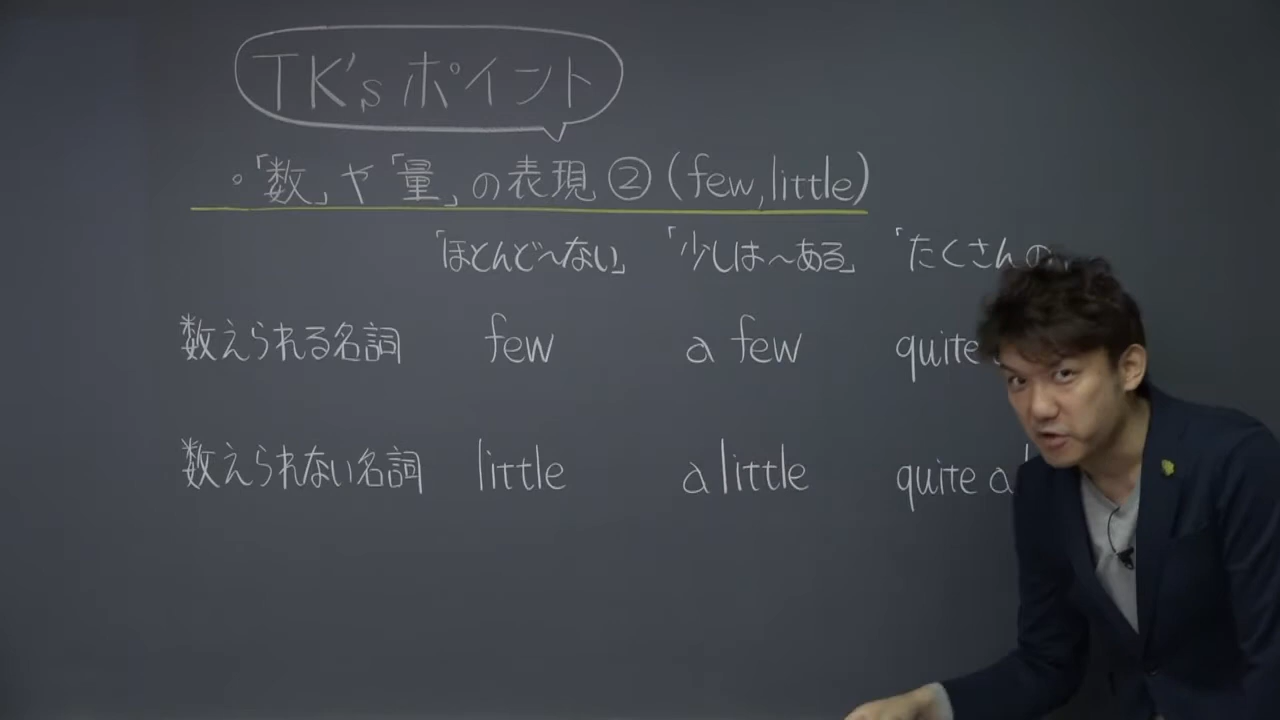 TK's ポイント
。「数」や「量」の表現 ② (few, little)
「ほとんど〜ない」 「少しは〜ある」 「たくさんの
数えられる名詞 few a few quite
数えられない名詞 little a little quite a